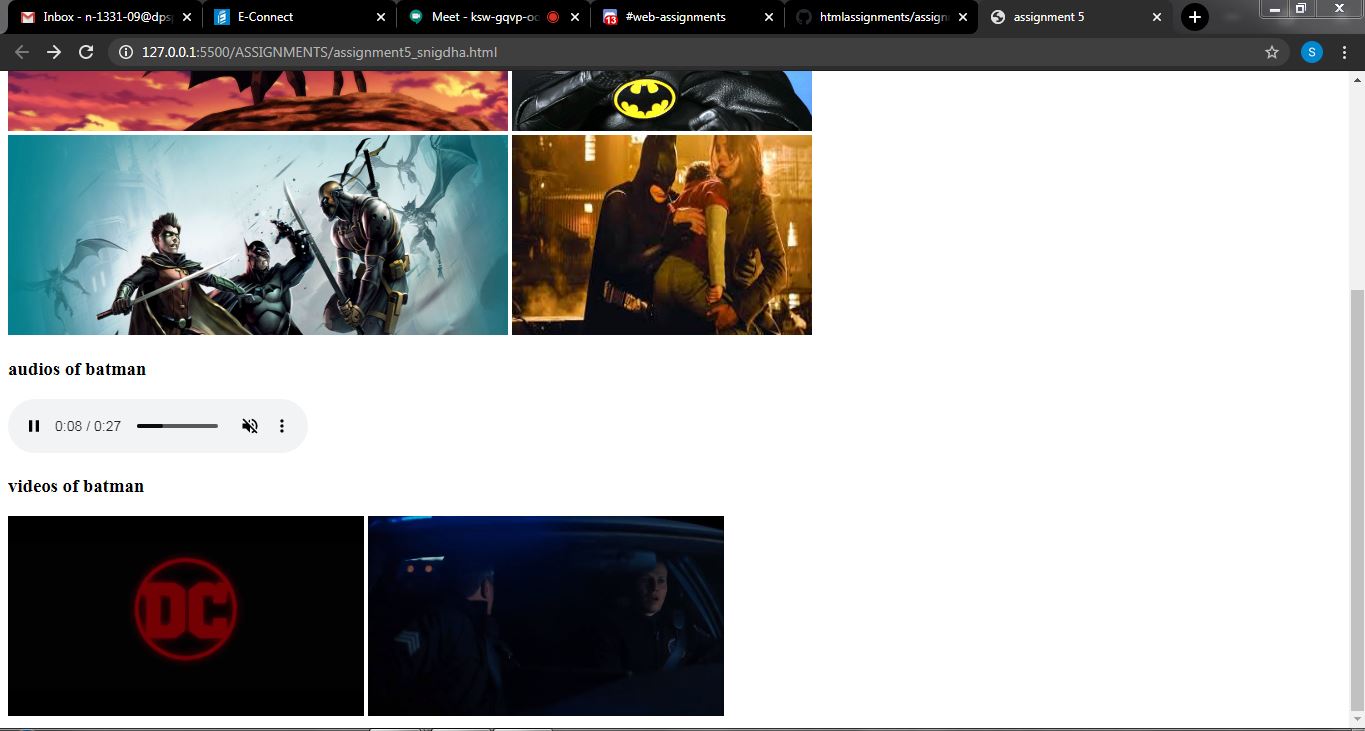 Inbox - n-1331-09@dps
E-Connect
Meet - ksw-gqvp-oc
13
#web-assignments
htmlassignments/assign
assignment 5
127.0.0.1:5500/ASSIGNMENTS/assignment5_snigdha.html
S
audios of batman
0:08 / 0:27
videos of batman
DC